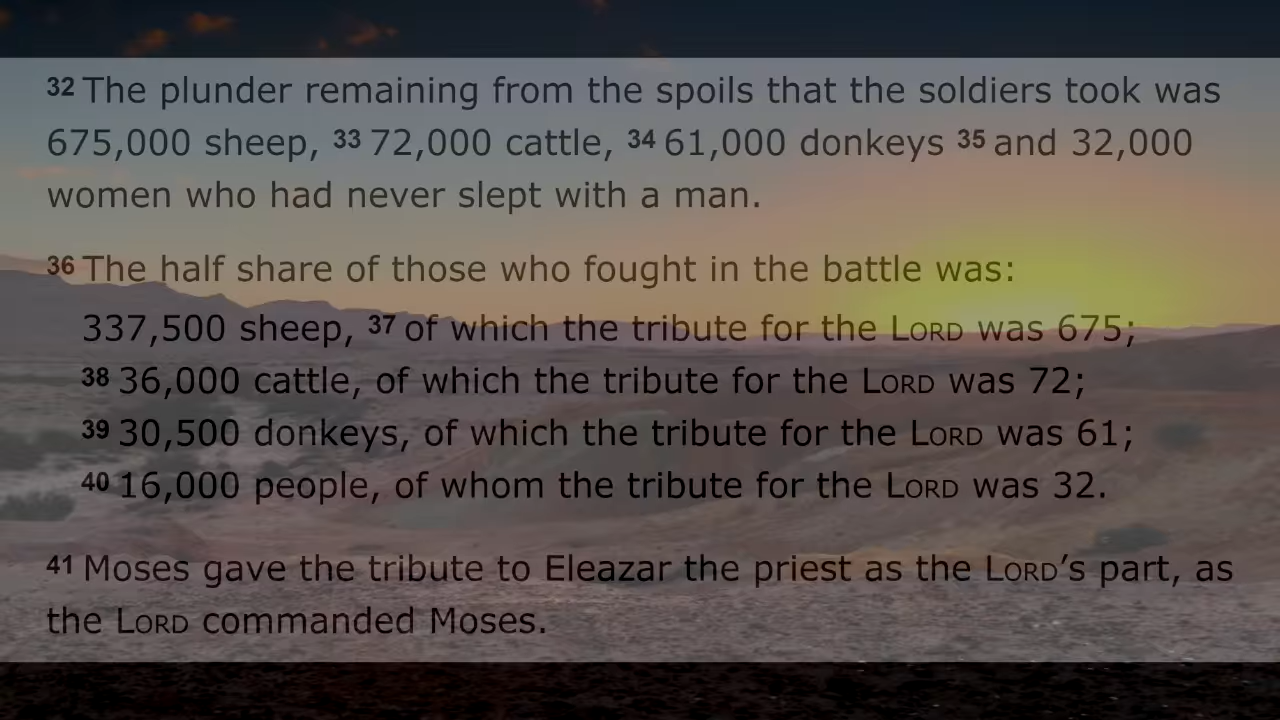 32 The plunder remaining from the spoils that the soldiers took was
675,000 sheep, 33 72,000 cattle, 34 61,000 donkeys 35 and 32,000
women who had never slept with a man.
36 The half share of those who fought in the battle was:
337,500 sheep, 37 of which the tribute for the LORD was 675;
38 36,000 cattle, of which the tribute for the LORD was 72;
39 30,500 donkeys, of which the tribute for the LORD was 61;
40 16,000 people, of whom the tribute for the LORD was 32.
41 Moses gave the tribute to Eleazar the priest as the LORD’s part, as
the LORD commanded Moses.